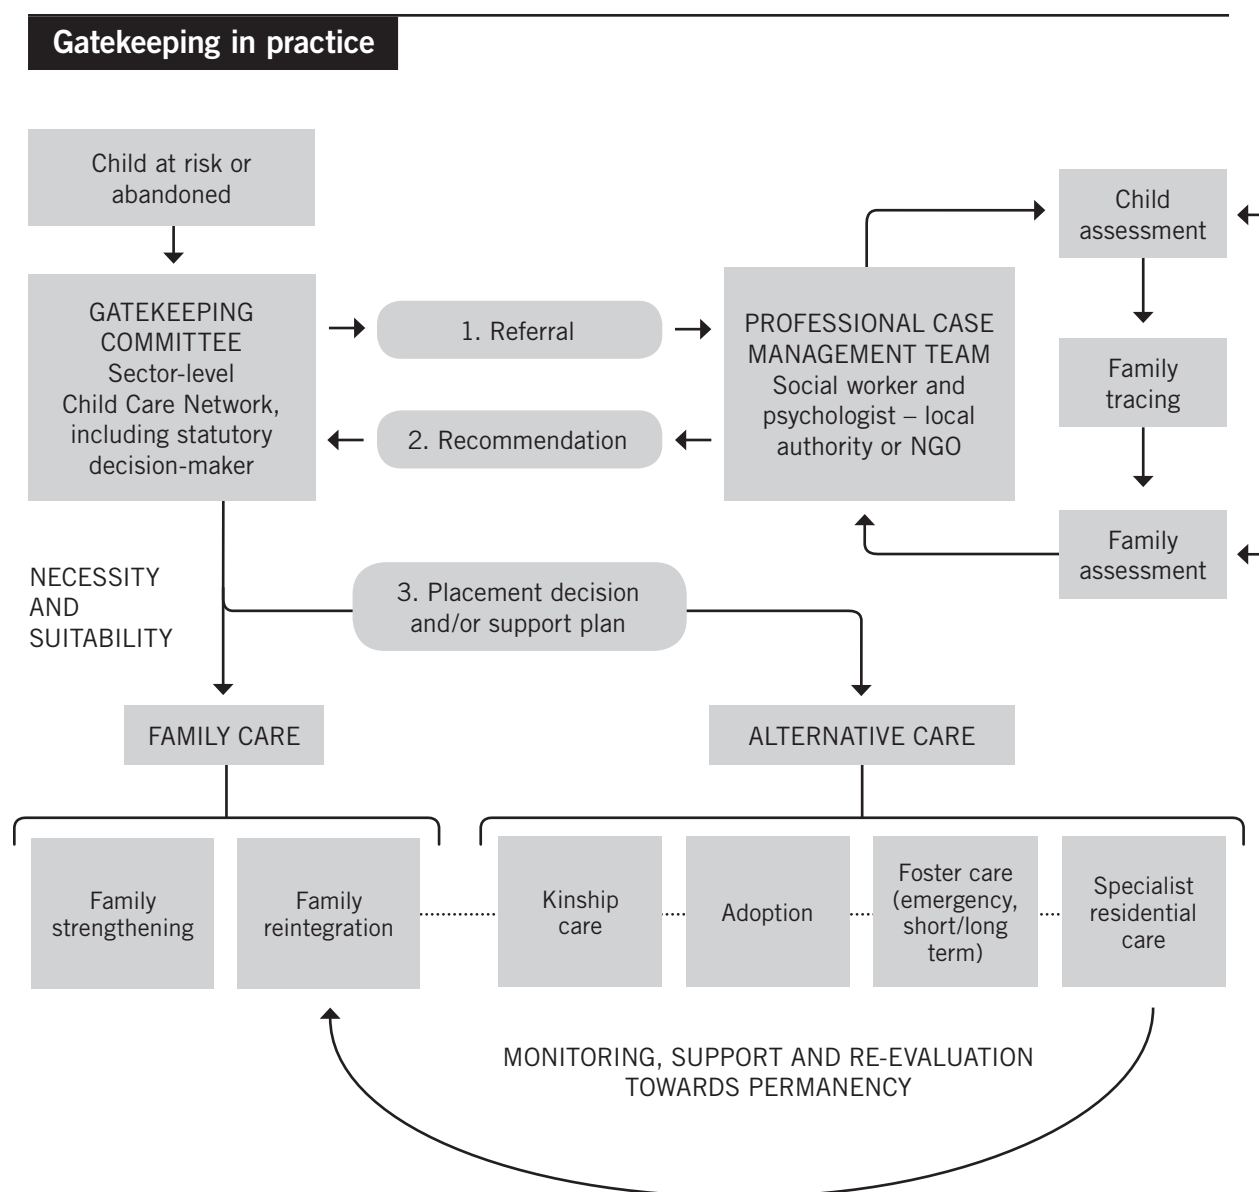 Gatekeeping in practice
Child at risk or
abandoned
GATEKEEPING
COMMITTEE
Sector-level
Child Care Network,
including statutory
decision-maker
1. Referral
2. Recommendation
PROFESSIONAL CASE
MANAGEMENT TEAM
Social worker and
psychologist – local
authority or NGO
Child
assessment
Family
tracing
Family
assessment
NECESSITY
AND
SUITABILITY
3. Placement decision
and/or support plan
FAMILY CARE
ALTERNATIVE CARE
Family
strengthening
Family
reintegration
Kinship
care
Adoption
Foster care
(emergency,
short/long
term)
Specialist
residential
care
MONITORING, SUPPORT AND RE-EVALUATION
TOWARDS PERMANENCY